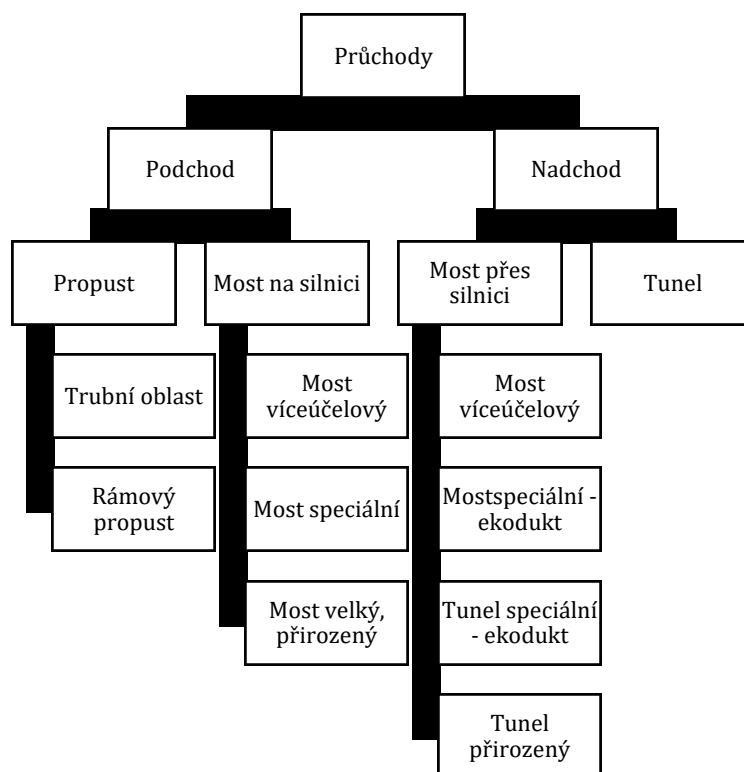 Průchody
Podchod
Nadchod
Propust
Most na silnici
Most přes
silnici
Tunel
Trubní oblast
Most
víceúčelový
Most
víceúčelový
Rámový
propust
Most speciální
Mostspeciální -
ekodukt
Most velký,
přirozený
Tunel speciální
- ekodukt
Tunel
přirozený